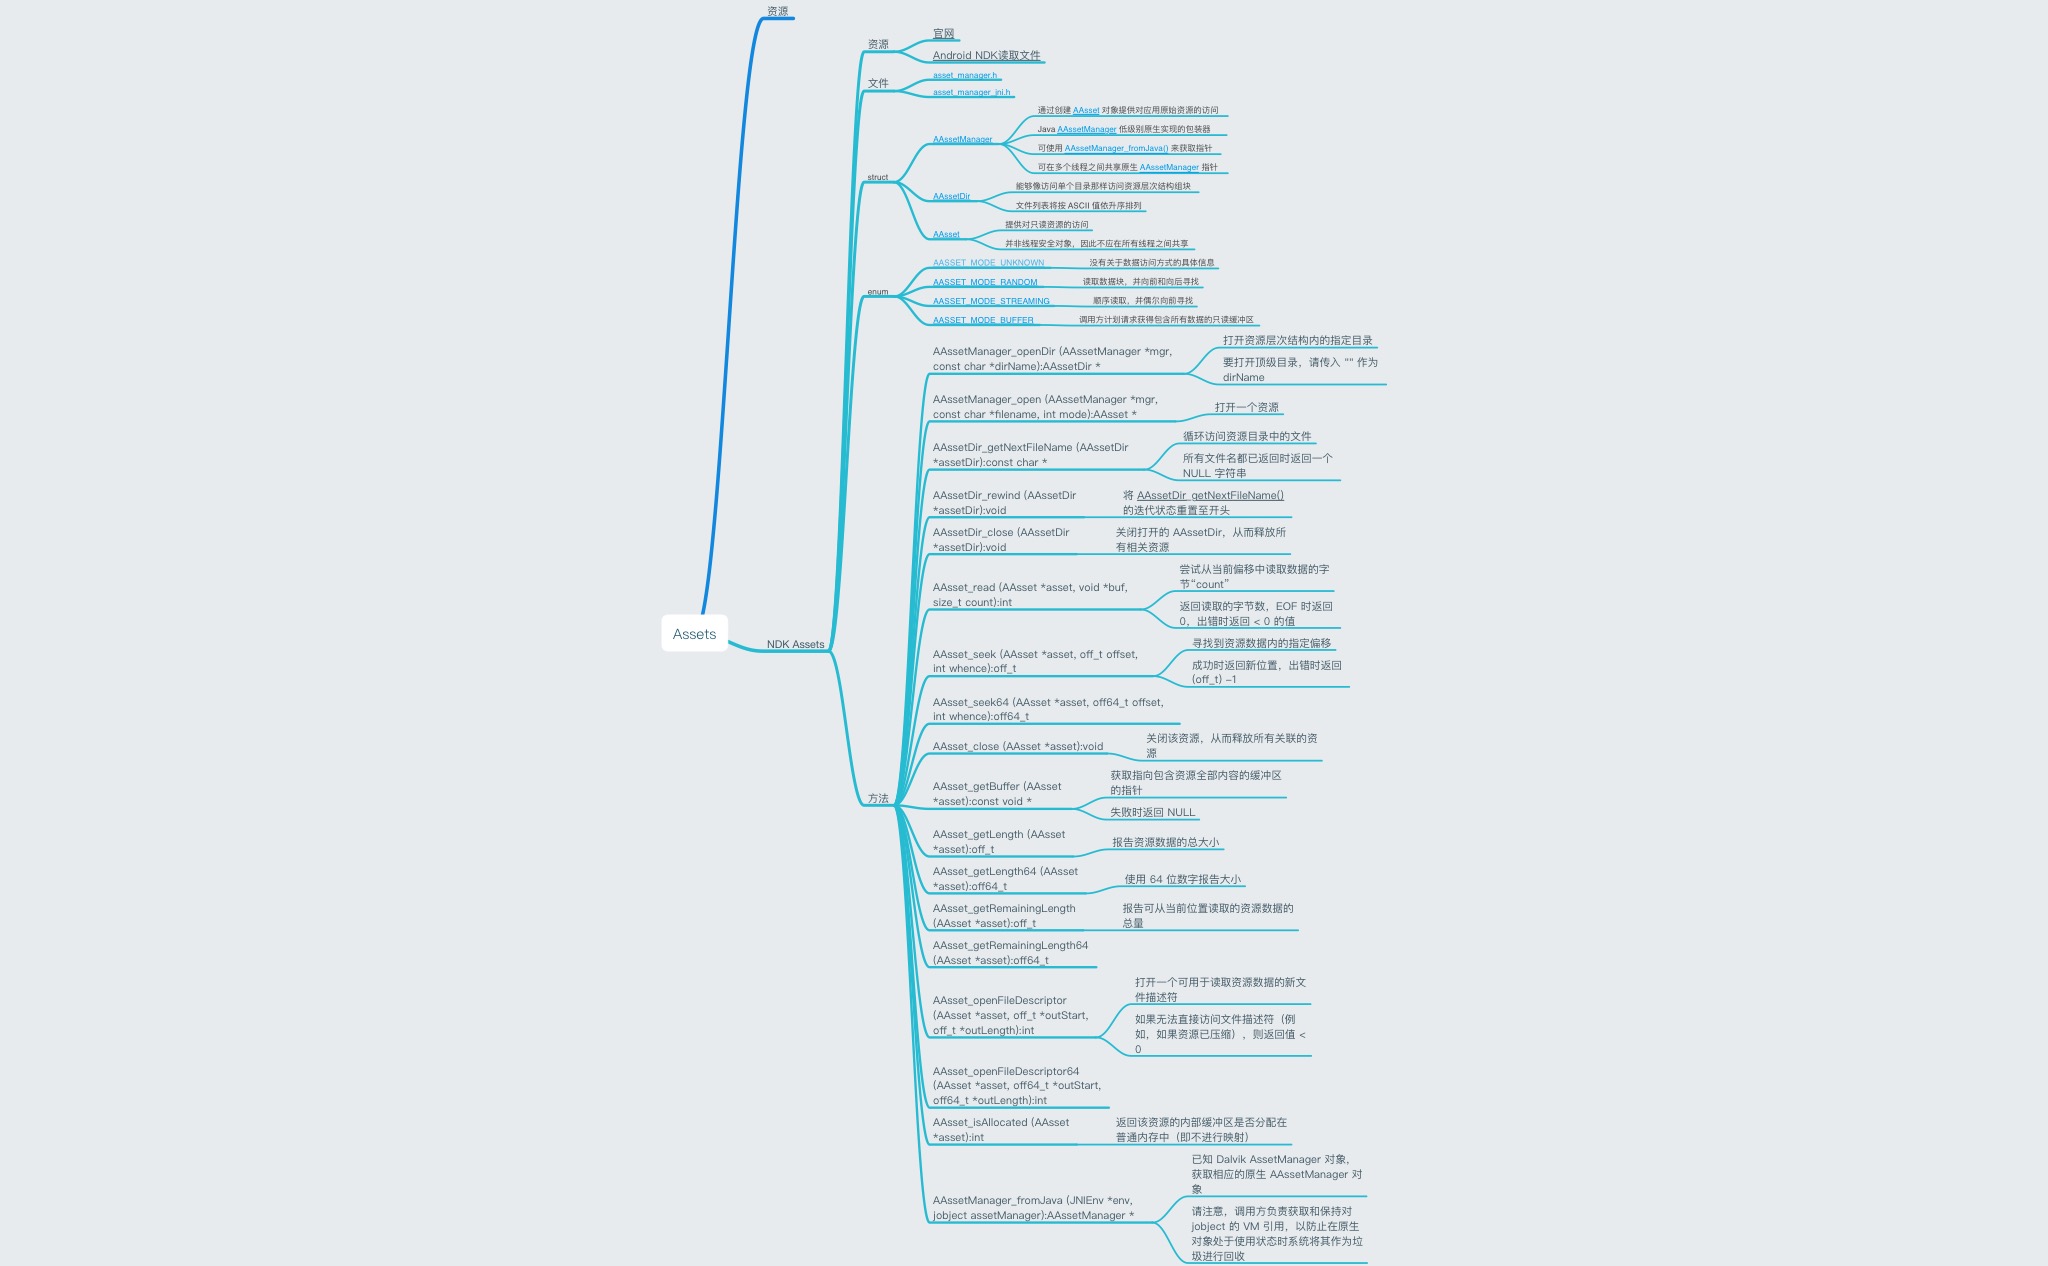 资源
官网
资源
Android NDK读取文件
asset_manager.h
文件
asset_manager_jni.h
通过创建 AAsset 对象提供对应用原始资源的访问
Java AAssetManager 低级别原生实现的包装器
AAssetManager
可使用 AAssetManager_fromJava() 来获取指针
可在多个线程之间共享原生 AAssetManager 指针
struct
能够像访问单个目录那样访问资源层次结构组块
AAssetDir
文件列表将按 ASCII 值依升序排列
提供对只读资源的访问
AAsset
并非线程安全对象，因此不应在所有线程之间共享
AASSET_MODE_UNKNOWN
没有关于数据访问方式的具体信息
AASSET_MODE_RANDOM
读取数据块，并向前和向后寻找
enum
AASSET_MODE_STREAMING
顺序读取，并偶尔向前寻找
AASSET_MODE_BUFFER
调用方计划请求获得包含所有数据的只读缓冲区
AAssetManager_openDir (AAssetManager *mgr,
const char *dirName):AAssetDir *
打开资源层次结构内的指定目录
要打开顶级目录，请传入 "" 作为
dirName
AAssetManager_open (AAssetManager *mgr,
const char *filename, int mode):AAsset *
打开一个资源
AAssetDir_getNextFileName (AAssetDir
*assetDir):const char *
循环访问资源目录中的文件
所有文件名都已返回时返回一个
NULL 字符串
AAssetDir_rewind (AAssetDir
*assetDir):void
将 AAssetDir_getNextFileName()
的迭代状态重置至开头
AAssetDir_close (AAssetDir
*assetDir):void
关闭打开的 AAssetDir，从而释放所
有相关资源
AAsset_read (AAsset *asset, void *buf,
size_t count):int
尝试从当前偏移中读取数据的字
节“count”
返回读取的字节数，EOF 时返回
0，出错时返回 < 0 的值
Assets
NDK Assets
AAsset_seek (AAsset *asset, off_t offset,
int whence):off_t
寻找到资源数据内的指定偏移
成功时返回新位置，出错时返回
(off_t) -1
AAsset_seek64 (AAsset *asset, off64_t offset,
int whence):off64_t
AAsset_close (AAsset *asset):void
关闭该资源，从而释放所有关联的资
源
方法
AAsset_getBuffer (AAsset
*asset):const void *
获取指向包含资源全部内容的缓冲区
的指针
失败时返回 NULL
AAsset_getLength (AAsset
*asset):off_t
报告资源数据的总大小
AAsset_getLength64 (AAsset
*asset):off64_t
使用 64 位数字报告大小
AAsset_getRemainingLength
(AAsset *asset):off_t
报告可从当前位置读取的资源数据的
总量
AAsset_getRemainingLength64
(AAsset *asset):off64_t
AAsset_openFileDescriptor
(AAsset *asset, off_t *outStart,
off_t *outLength):int
打开一个可用于读取资源数据的新文
件描述符
如果无法直接访问文件描述符（例
如，如果资源已压缩），则返回值 <
0
AAsset_openFileDescriptor64
(AAsset *asset, off64_t *outStart,
off64_t *outLength):int
AAsset_isAllocated (AAsset
*asset):int
返回该资源的内部缓冲区是否分配在
普通内存中（即不进行映射）
AAssetManager_fromJava (JNIEnv *env,
jobject assetManager):AAssetManager *
已知 Dalvik AssetManager 对象，
获取相应的原生 AAssetManager 对
象
请注意，调用方负责获取和保持对
jobject 的 VM 引用，以防止在原生
对象处于使用状态时系统将其作为垃
圾进行回收